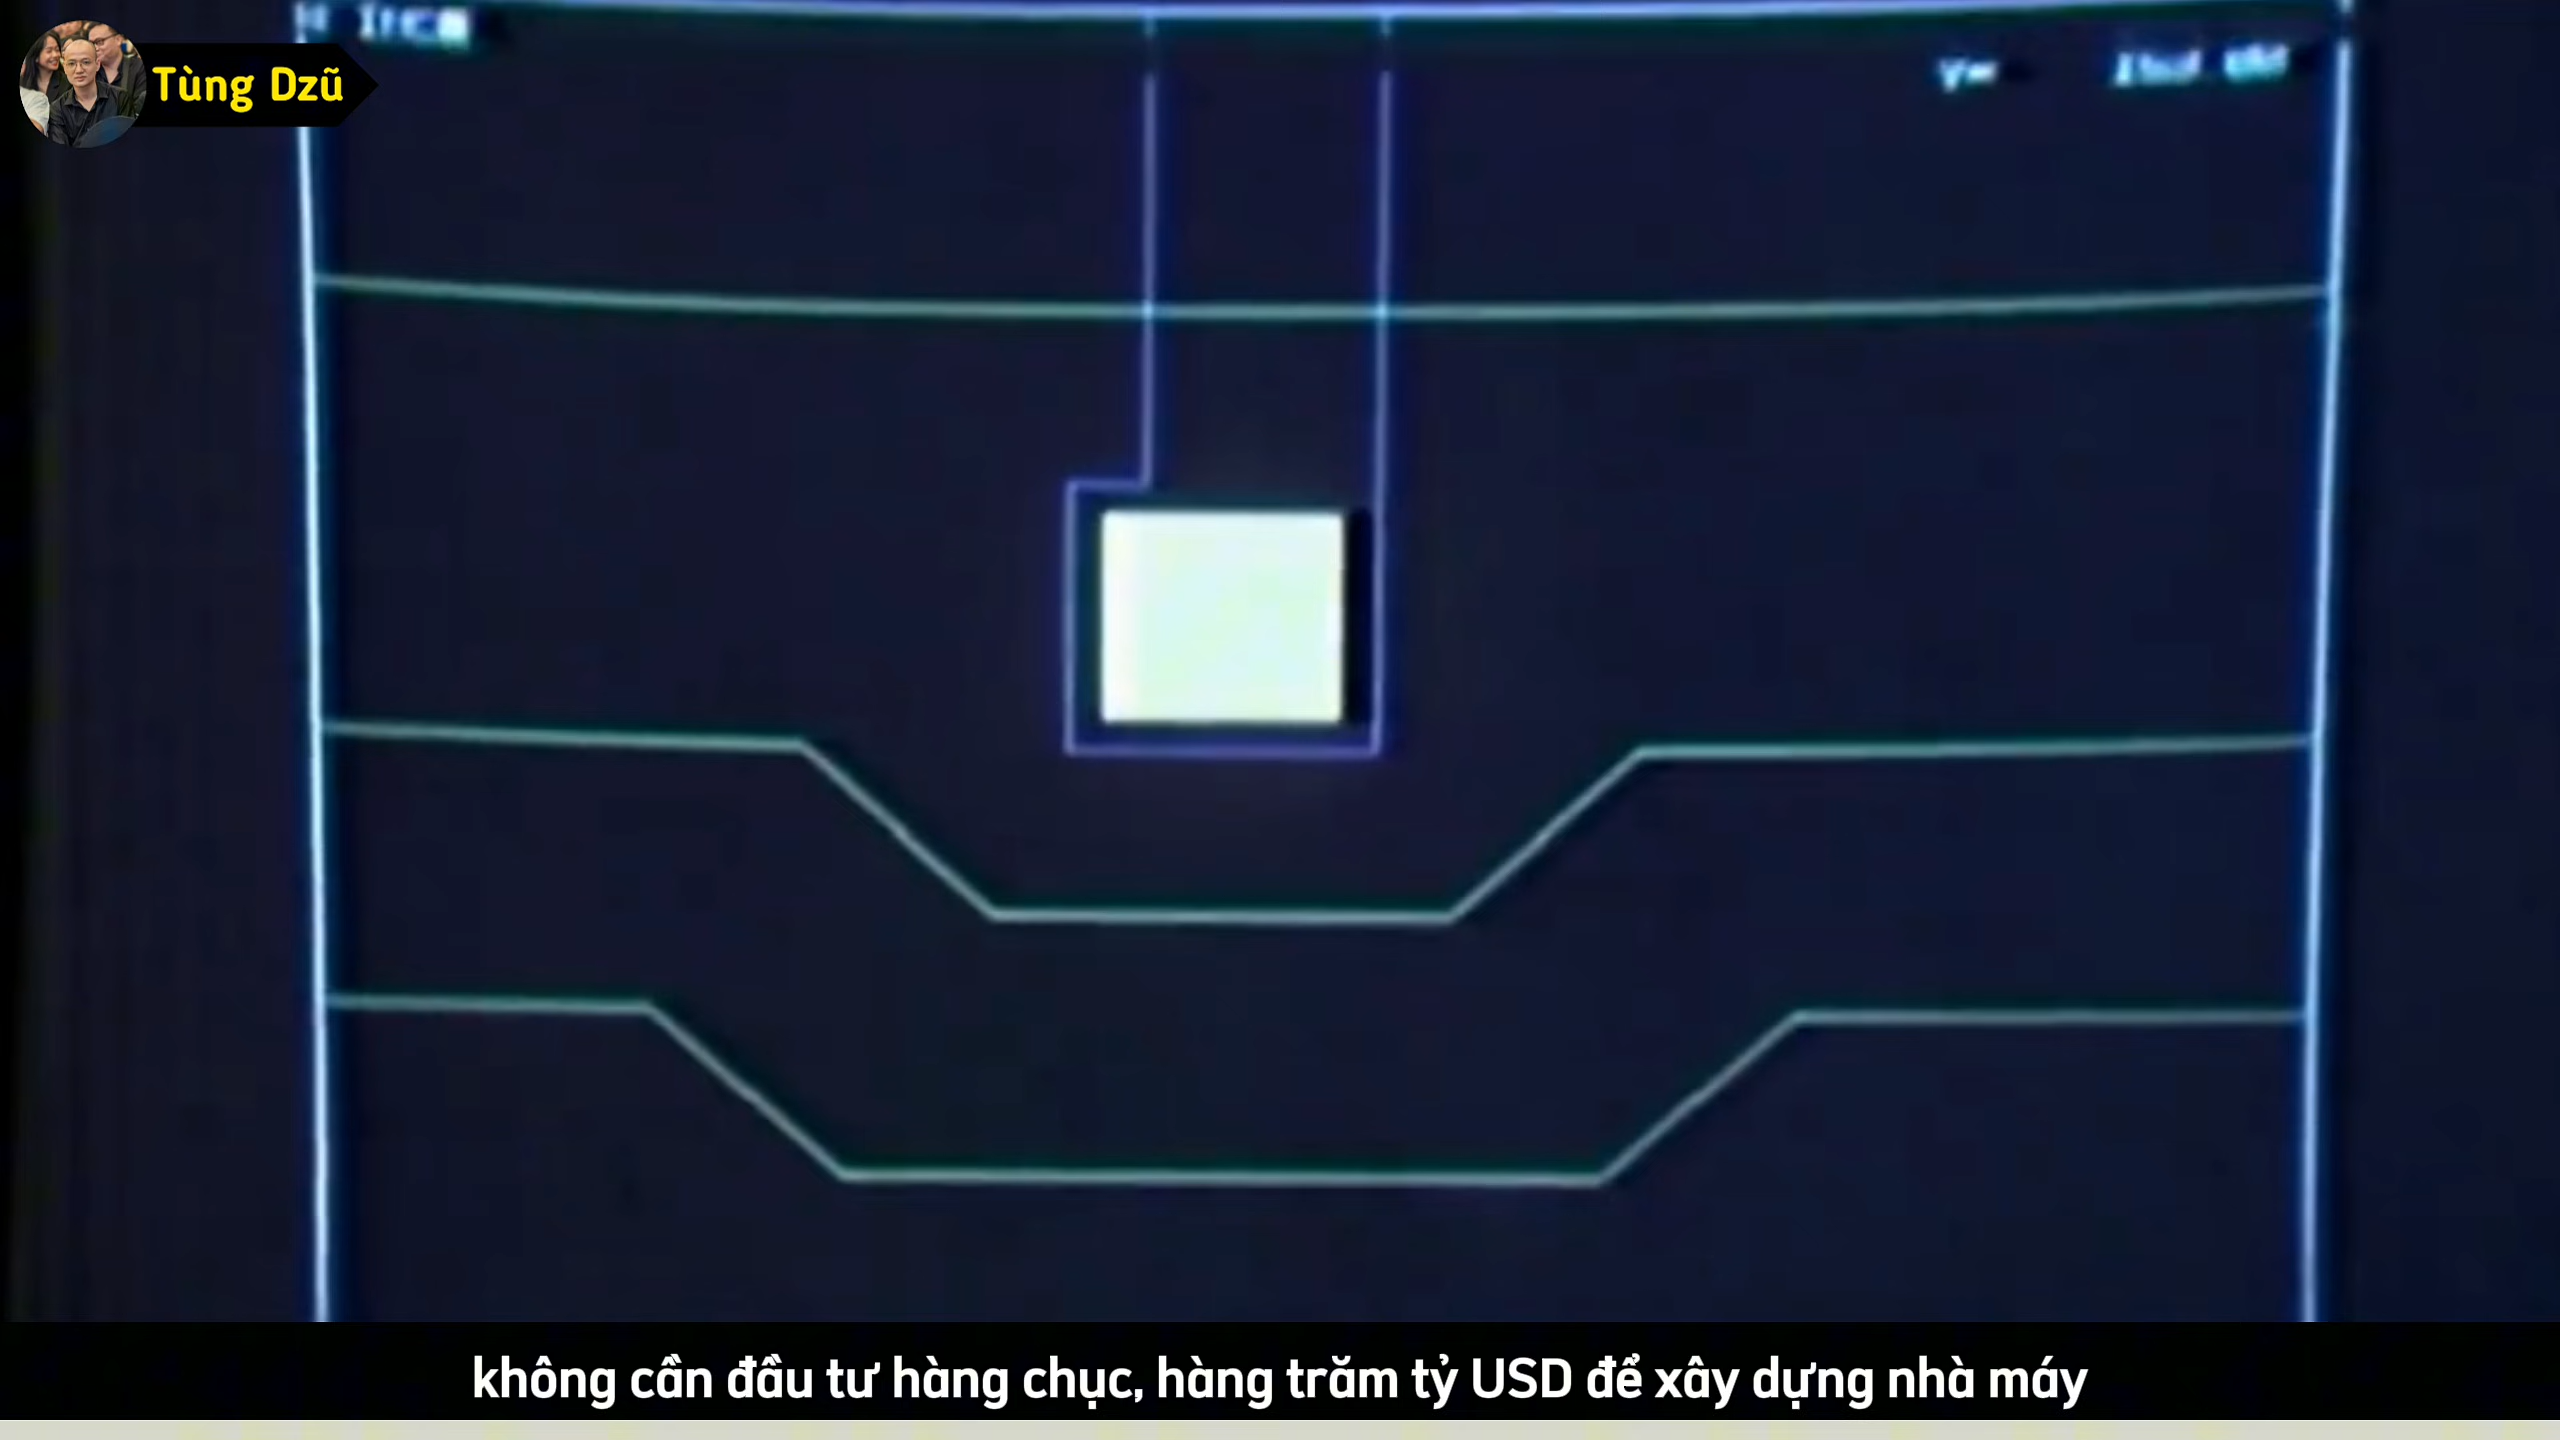 Tùng Dzũ
không cần đầu tư hàng chục, hàng trăm tỷ USD để xây dựng nhà máy